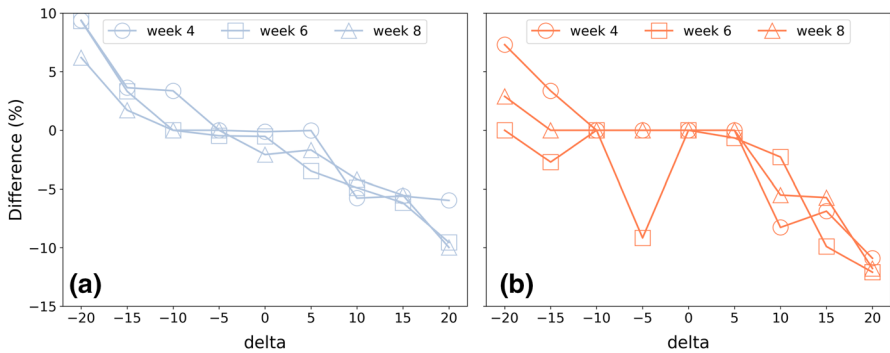 10
5
0
−5
−10
−15
Difference (%)
week 4 week 6 week 8
(a)
−20 −15 −10 −5 0 5 10 15 20
delta
week 4 week 6 week 8
(b)
−20 −15 −10 −5 0 5 10 15 20
delta